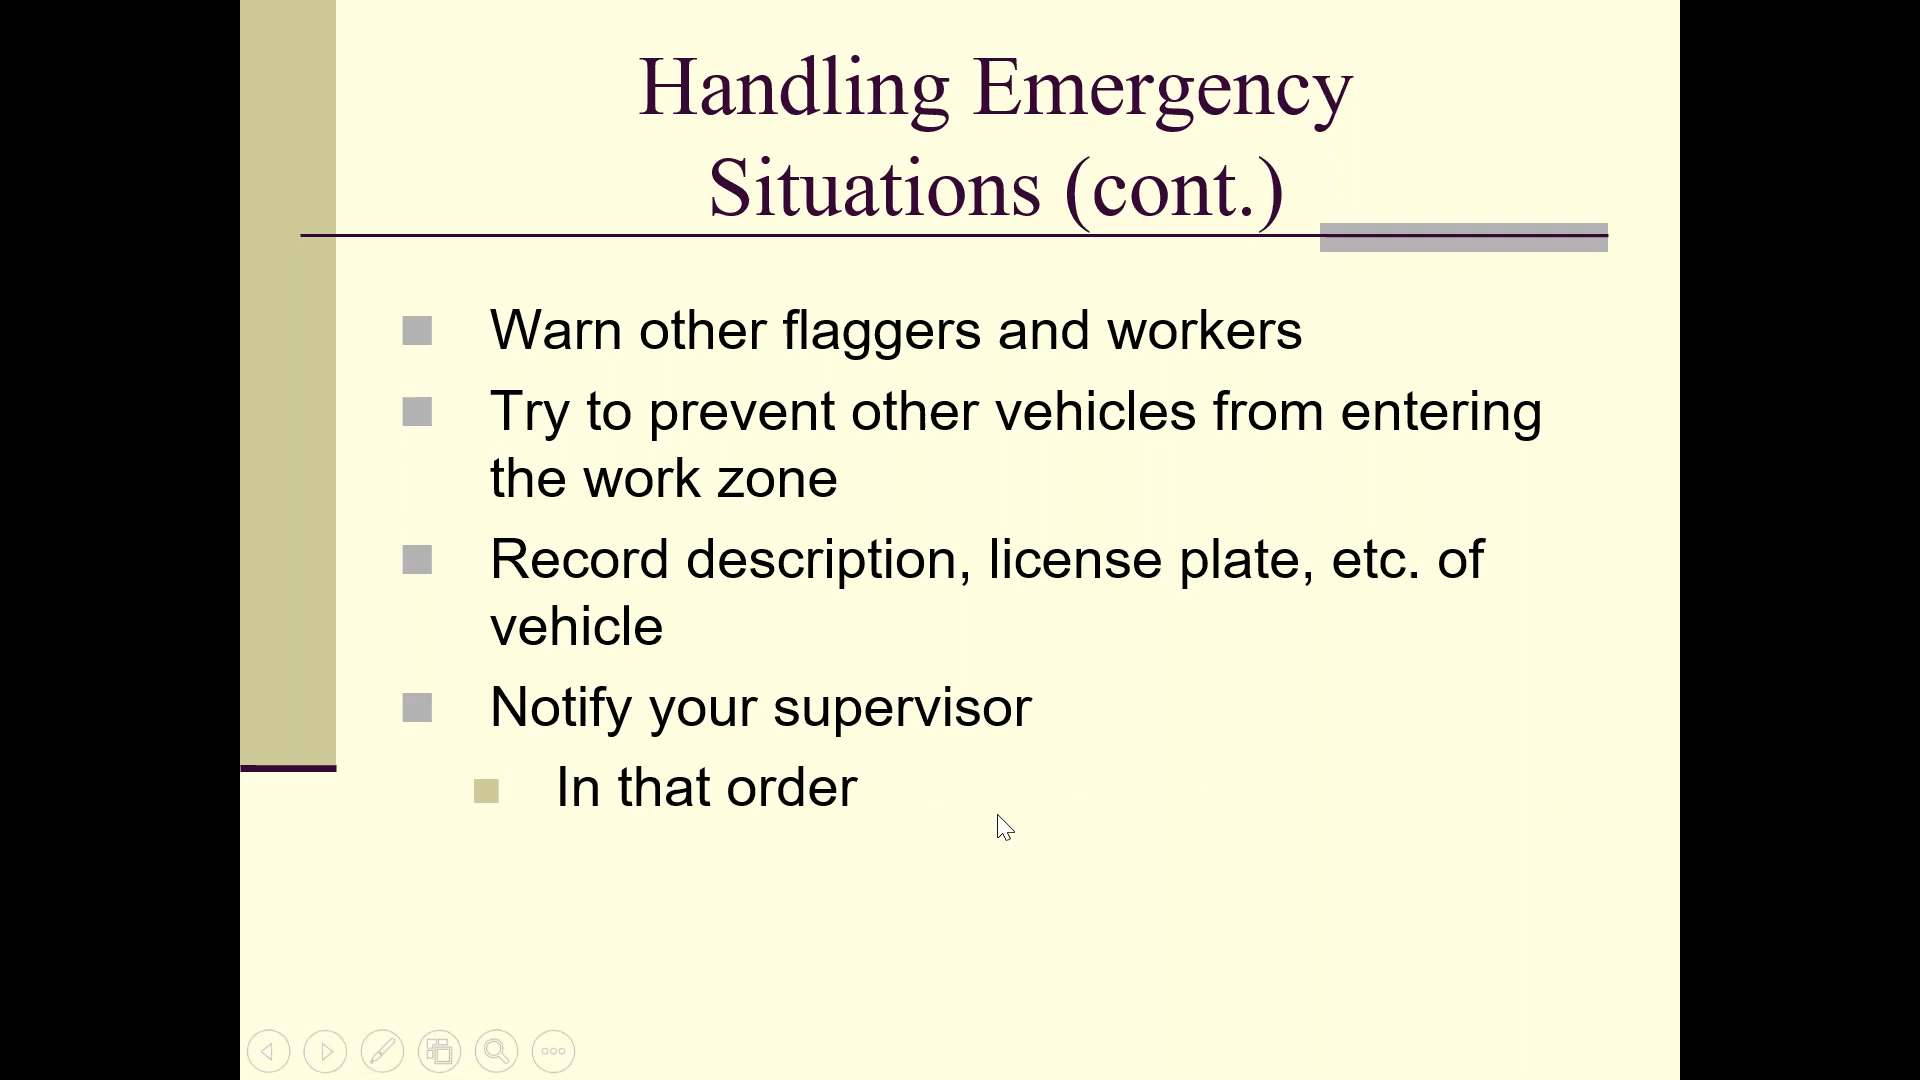 Handling Emergency
Situations (cont.)
Warn other flaggers and workers
Try to prevent other vehicles from entering
the work zone
Record description, license plate, etc. of
vehicle
Notify your supervisor
In that order